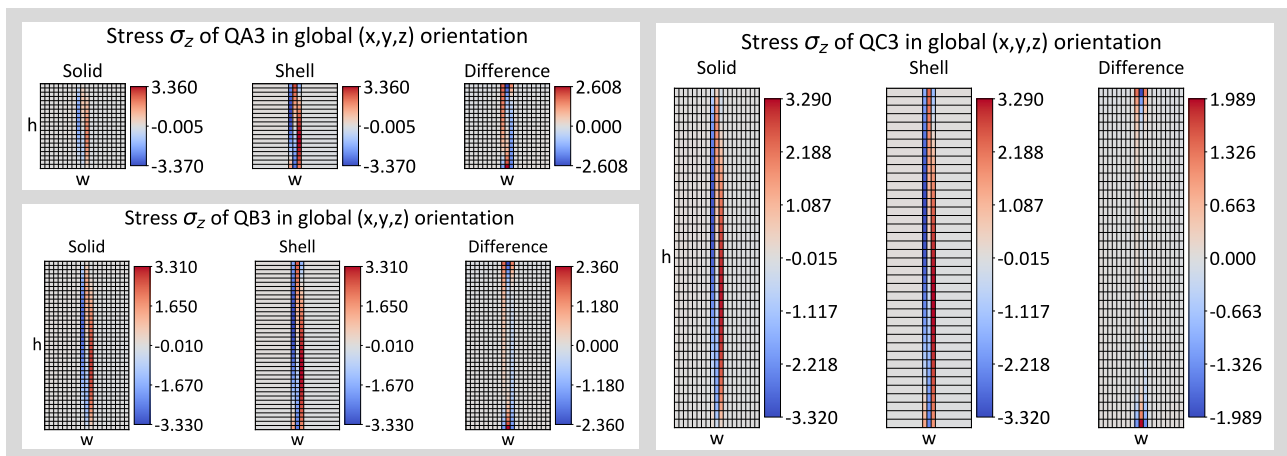 Stress σz of QA3 in global (x,y,z) orientation
Solid
Shell
Difference
h
3.360
-0.005
-3.370
3.360
-0.005
-3.370
2.608
0.000
-2.608
w
w
w
Stress σz of QB3 in global (x,y,z) orientation
Solid
Shell
Difference
h
3.310
1.650
-0.010
-1.670
-3.330
3.310
1.650
-0.010
-1.670
-3.330
2.360
1.180
0.000
-1.180
-2.360
w
w
w
Stress σz of QC3 in global (x,y,z) orientation
Solid
Shell
Difference
h
3.290
2.188
1.087
-0.015
-1.117
-2.218
-3.320
3.290
2.188
1.087
-0.015
-1.117
-2.218
-3.320
1.989
1.326
0.663
0.000
-0.663
-1.326
-1.989
w
w
w